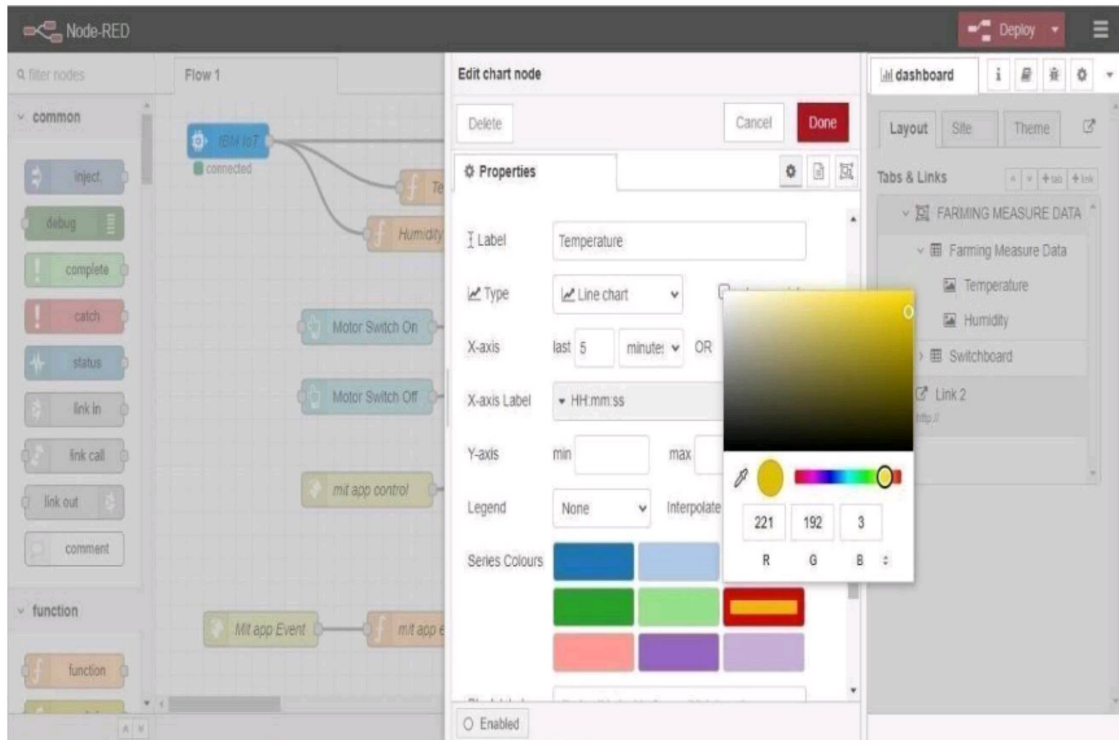 Node-RED
Deploy
filter nodes
Flow 1
Edit chart node
dashboard
i
common
Delete
Cancel
Done
Layout
Site
Theme
IBM IoT
connected
Properties
Tabs & Links
+ tab
+ link
inject
debug
complete
catch
status
link in
link call
link out
comment
function
function
Te
Humidity
Motor Switch On
Motor Switch Off
mit app control
Mit app Event
mit app e
Label
Temperature
Type
Line chart
X-axis
last 5
minutes
OR
X-axis Label
HH:mm:ss
Y-axis
min
max
Legend
None
Interpolate
Series Colours
Enabled
221
192
3
R
G
B
FARMING MEASURE DATA
Farming Measure Data
Temperature
Humidity
Switchboard
Link 2
http://